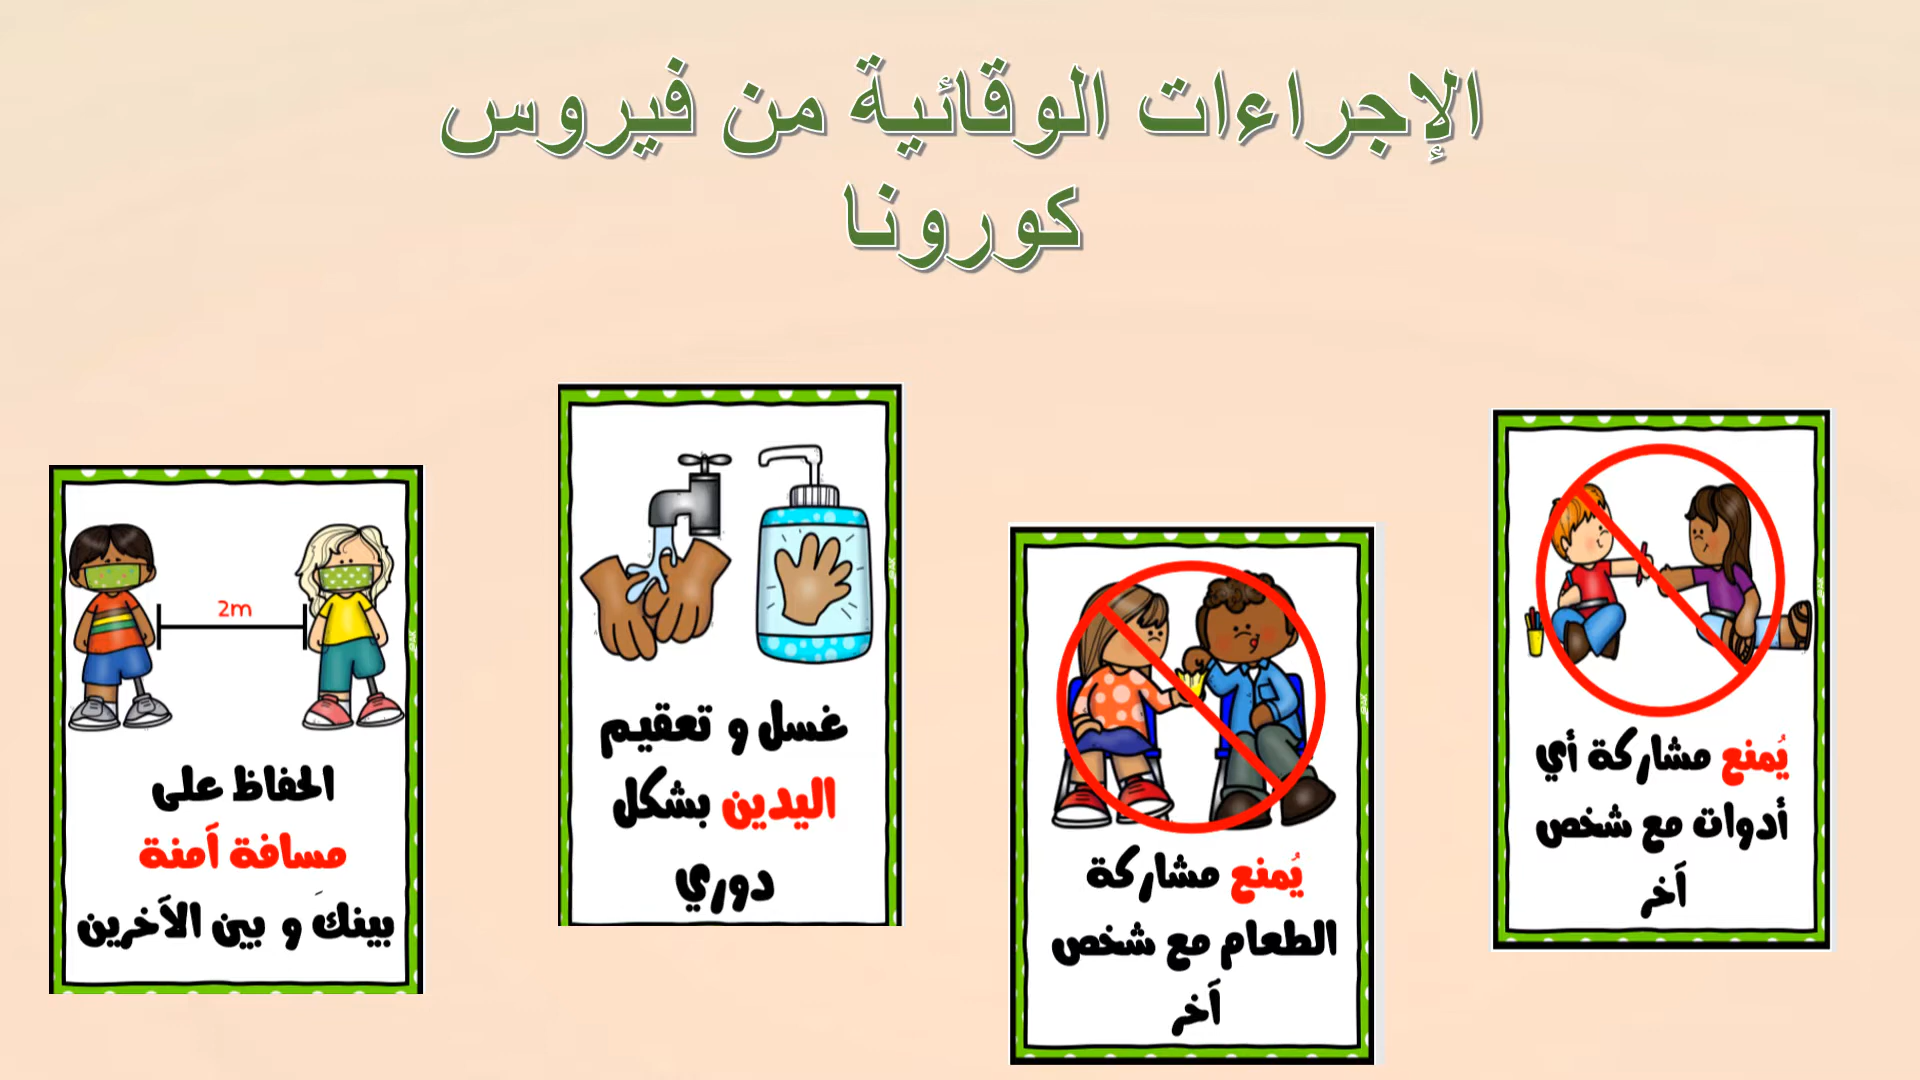 الإجراءات الوقائية من فيروس
كورونا
يُمنع مشاركة أي
أدوات مع شخص
آخر
يُمنع مشاركة
الطعام مع شخص
آخر
غسل و تعقيم
اليدين بشكل
دوري
2m
الحفاظ على
مسافة آمنة
بينكَ و بين الآخرين